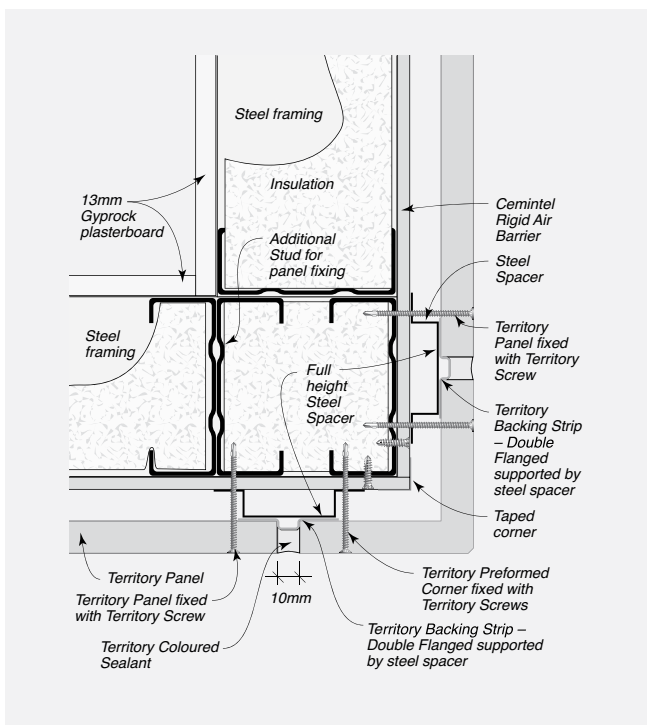 Steel framing
Insulation
13mm
Gyprock
plasterboard
Additional
Stud for
panel fixing
Cemintel
Rigid Air
Barrier
Steel
Spacer
Steel
framing
Full
height
Steel
Spacer
Territory
Panel fixed
with Territory
Screw
Territory
Backing Strip
– Double
Flanged
supported by
steel spacer
Taped
corner
Territory Panel
Territory Panel fixed
with Territory Screw
Territory Coloured
Sealant
10mm
Territory Preformed
Corner fixed with
Territory Screws
Territory Backing Strip –
Double Flanged supported
by steel spacer